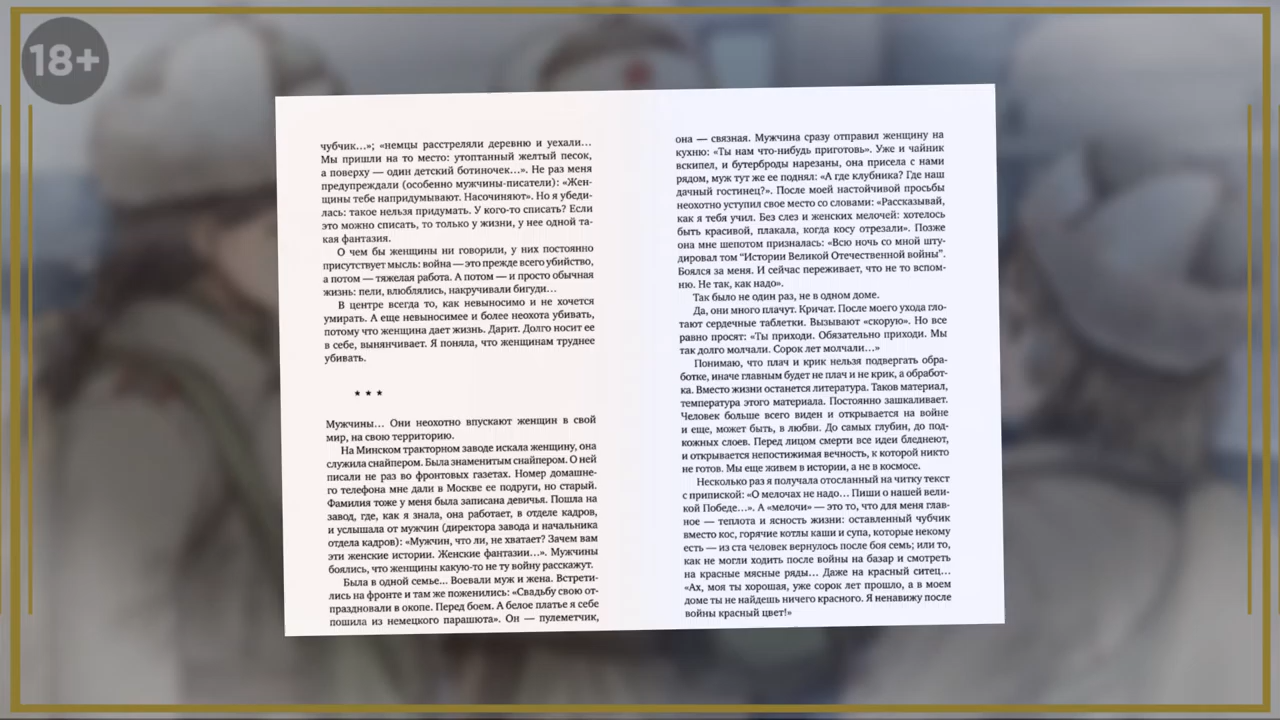 18+
чубчик…»; «немцы расстреляли деревню и уехали…
Мы пришли на то место: утоптанный желтый песок,
а поверху — один детский ботиночек…». Не раз меня
предупреждали (особенно мужчины-писатели): «Жен-
щины тебе напридумывают. Насочиняют». Но я убеди-
лась: такое нельзя придумать. У кого-то списать? Если
это можно списать, то только у жизни, у нее одной та-
кая фантазия.
О чем бы женщины ни говорили, у них постоянно
присутствует мысль: война — это прежде всего убийство,
а потом — тяжелая работа. А потом — и просто обычная
жизнь: пели, влюблялись, накручивали бигуди…
В центре всегда то, как невыносимо и не хочется
умирать. А еще невыносимее и более неохота убивать,
потому что женщина дает жизнь. Дарит. Долго носит ее
в себе, вынянчивает. Я поняла, что женщинам труднее
убивать.
* * *
Мужчины… Они неохотно впускают женщин в свой
мир, на свою территорию.
На Минском тракторном заводе искала женщину, она
служила снайпером. Была знаменитым снайпером. О ней
писали не раз во фронтовых газетах. Номер домашне-
го телефона мне дали в Москве ее подруги, но старый.
Фамилия тоже у меня была записана девичья. Пошла на
завод, где, как я знала, она работает, в отделе кадров,
и услышала от мужчин (директора завода и начальника
отдела кадров): «Мужчин, что ли, не хватает? Зачем вам
эти женские истории. Женские фантазии…». Мужчины
боялись, что женщины какую-то не ту войну расскажут.
Была в одной семье... Воевали муж и жена. Встрети-
лись на фронте и там же поженились: «Свадьбу свою от-
праздновали в окопе. Перед боем. А белое платье я себе
пошила из немецкого парашюта». Он — пулеметчик,
она — связная. Мужчина сразу отправил женщину на
кухню: «Ты нам что-нибудь приготовь». Уже и чайник
вскипел, и бутерброды нарезаны, она присела с нами
рядом, муж тут же ее поднял: «А где клубника? Где наш
дачный гостинец?». После моей настойчивой просьбы
неохотно уступил свое место со словами: «Рассказывай,
как я тебя учил. Без слез и женских мелочей: хотелось
быть красивой, плакала, когда косу отрезали». Позже
она мне шепотом призналась: «Всю ночь со мной шту-
дировал том “Истории Великой Отечественной войны”.
Боялся за меня. И сейчас переживает, что не то вспом-
ню. Не так, как надо».
Так было не один раз, не в одном доме.
Да, они много плачут. Кричат. После моего ухода гло-
тают сердечные таблетки. Вызывают «скорую». Но все
равно просят: «Ты приходи. Обязательно приходи. Мы
так долго молчали. Сорок лет молчали…»
Понимаю, что плач и крик нельзя подвергать обра-
ботке, иначе главным будет не плач и не крик, а обработ-
ка. Вместо жизни останется литература. Таков материал,
температура этого материала. Постоянно зашкаливает.
Человек больше всего виден и открывается на войне
и еще, может быть, в любви. До самых глубин, до под-
кожных слоев. Перед лицом смерти все идеи бледнеют,
и открывается непостижимая вечность, к которой никто
не готов. Мы еще живем в истории, а не в космосе.
Несколько раз я получала отосланный на читку текст
с припиской: «О мелочах не надо… Пиши о нашей вели-
кой Победе…». А «мелочи» — это то, что для меня глав-
ное — теплота и ясность жизни: оставленный чубчик
вместо кос, горячие котлы каши и супа, которые некому
есть — из ста человек вернулось после боя семь; или то,
как не могли ходить после войны на базар и смотреть
на красные мясные ряды… Даже на красный ситец…
«Ах, моя ты хорошая, уже сорок лет прошло, а в моем
доме ты не найдешь ничего красного. Я ненавижу после
войны красный цвет!»